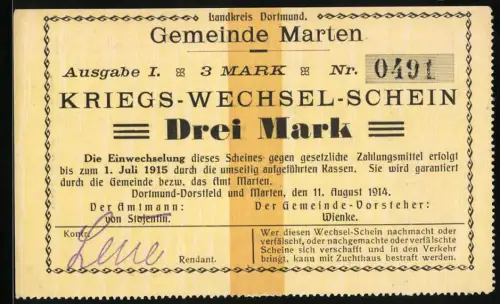 Landkreis Dortmund.
Gemeinde Marten
Ausgabe I. 3 MARK Nr. 0491
KRIEGS-WECHSEL-SCHEIN
Drei Mark
Die Einwechselung dieses Scheines gegen gesetzliche Zahlungsmittel erfolgt
bis zum 1. Juli 1915 durch die umseitig aufgeführten Kassen. Sie wird garantiert
durch die Gemeinde bezw. das Amt Marten.
Dortmund-Dorstfeld und Marten, den 11. August 1914.
Der Amtmann: Der Gemeinde-Vorsteher:
von Stojentin. Wienke.
Kontr.
Rendant.
Wer diesen Wechsel-Schein nachmacht oder
verfälscht, oder nachgemachte oder verfälschte
Scheine sich verschafft und in den Verkehr
bringt, kann mit Zuchthaus bestraft werden.